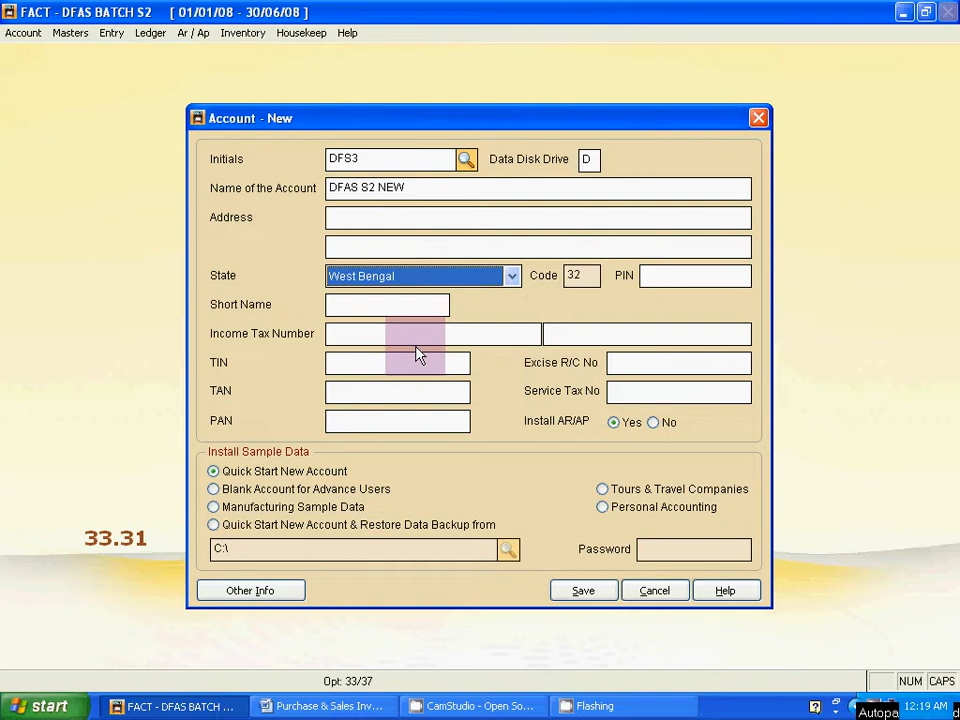 FACT - DFAS BATCH S2 [ 01/01/08 - 30/06/08 ]
Account Masters Entry Ledger Ar / Ap Inventory Housekeep Help
Account - New
Initials DFS3 Data Disk Drive D
Name of the Account DFAS S2 NEW
Address
State West Bengal Code 32 PIN
Short Name
Income Tax Number
TIN Excise R/C No
TAN Service Tax No
PAN Install AR/AP Yes No
Install Sample Data
Quick Start New Account
Blank Account for Advance Users Tours & Travel Companies
Manufacturing Sample Data Personal Accounting
Quick Start New Account & Restore Data Backup from
C:\ Password
Other Info Save Cancel Help
33.31
Opt: 33/37 NUM CAPS
start FACT - DFAS BATCH ... Purchase & Sales Inv... CamStudio - Open So... Flashing 12:19 AM
Autopa